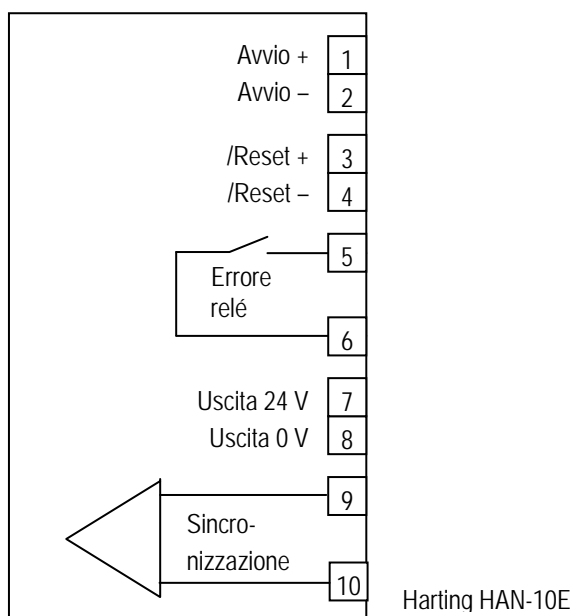 Avvio + 1
Avvio – 2
/Reset + 3
/Reset – 4
5
Errore
relé
6
Uscita 24 V 7
Uscita 0 V 8
9
Sincro-
nizzazione
10
Harting HAN-10E